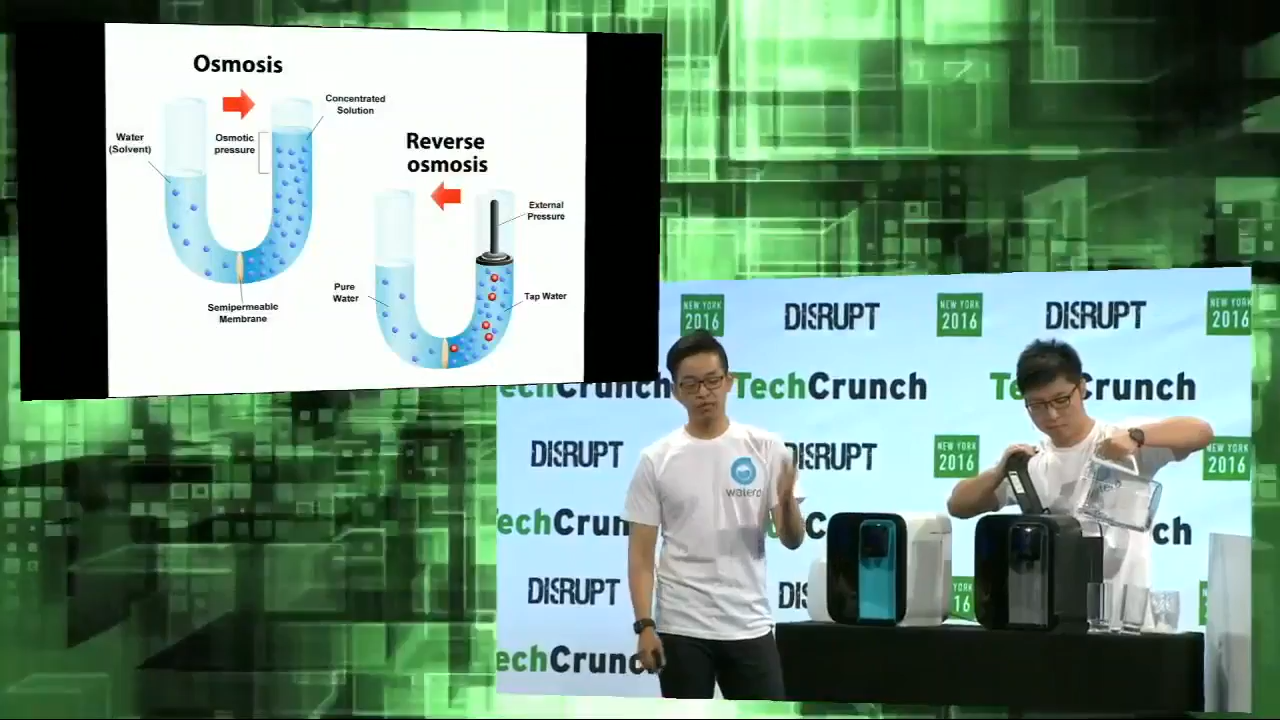 Osmosis
Concentrated
Solution
Water
(Solvent)
Osmotic
pressure
Semipermeable
Membrane
Reverse
osmosis
External
Pressure
Pure
Water
Tap Water
NEW YORK
2016
DISRUPT
NEW YORK
2016
DISRUPT
NEW YORK
2016
TechCrunch
TechCrunch
TechCrunch
DISRUPT
DISRUPT
NEW YORK
2016
NEW YORK
2016
watero
TechCrunch
DISRUPT
TechCrunch